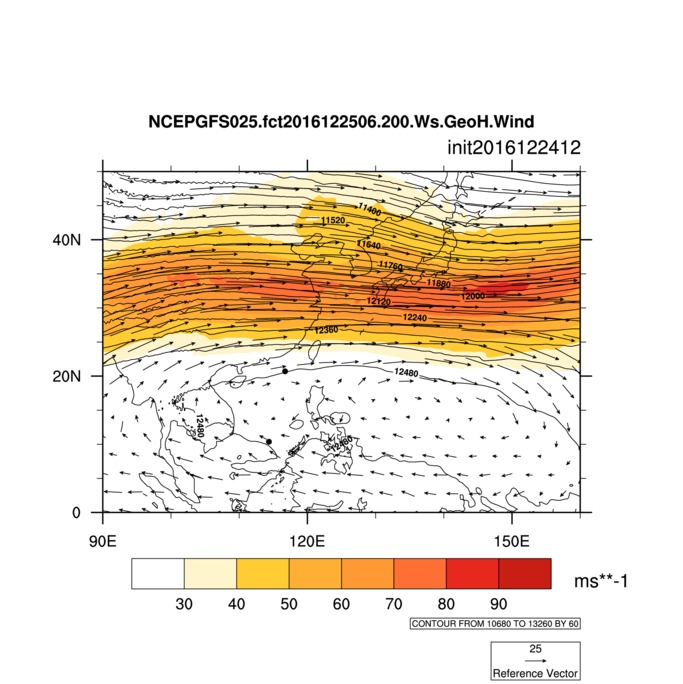 NCEPGFS025.fct2016122506.200.Ws.GeoH.Wind
init2016122412
11400
11520
40N
11640
11760
11880
12000
12120
12240
12360
20N
12480
12480
12480
0
90E 120E 150E
ms**-1
30 40 50 60 70 80 90
CONTOUR FROM 10680 TO 13260 BY 60
25
Reference Vector